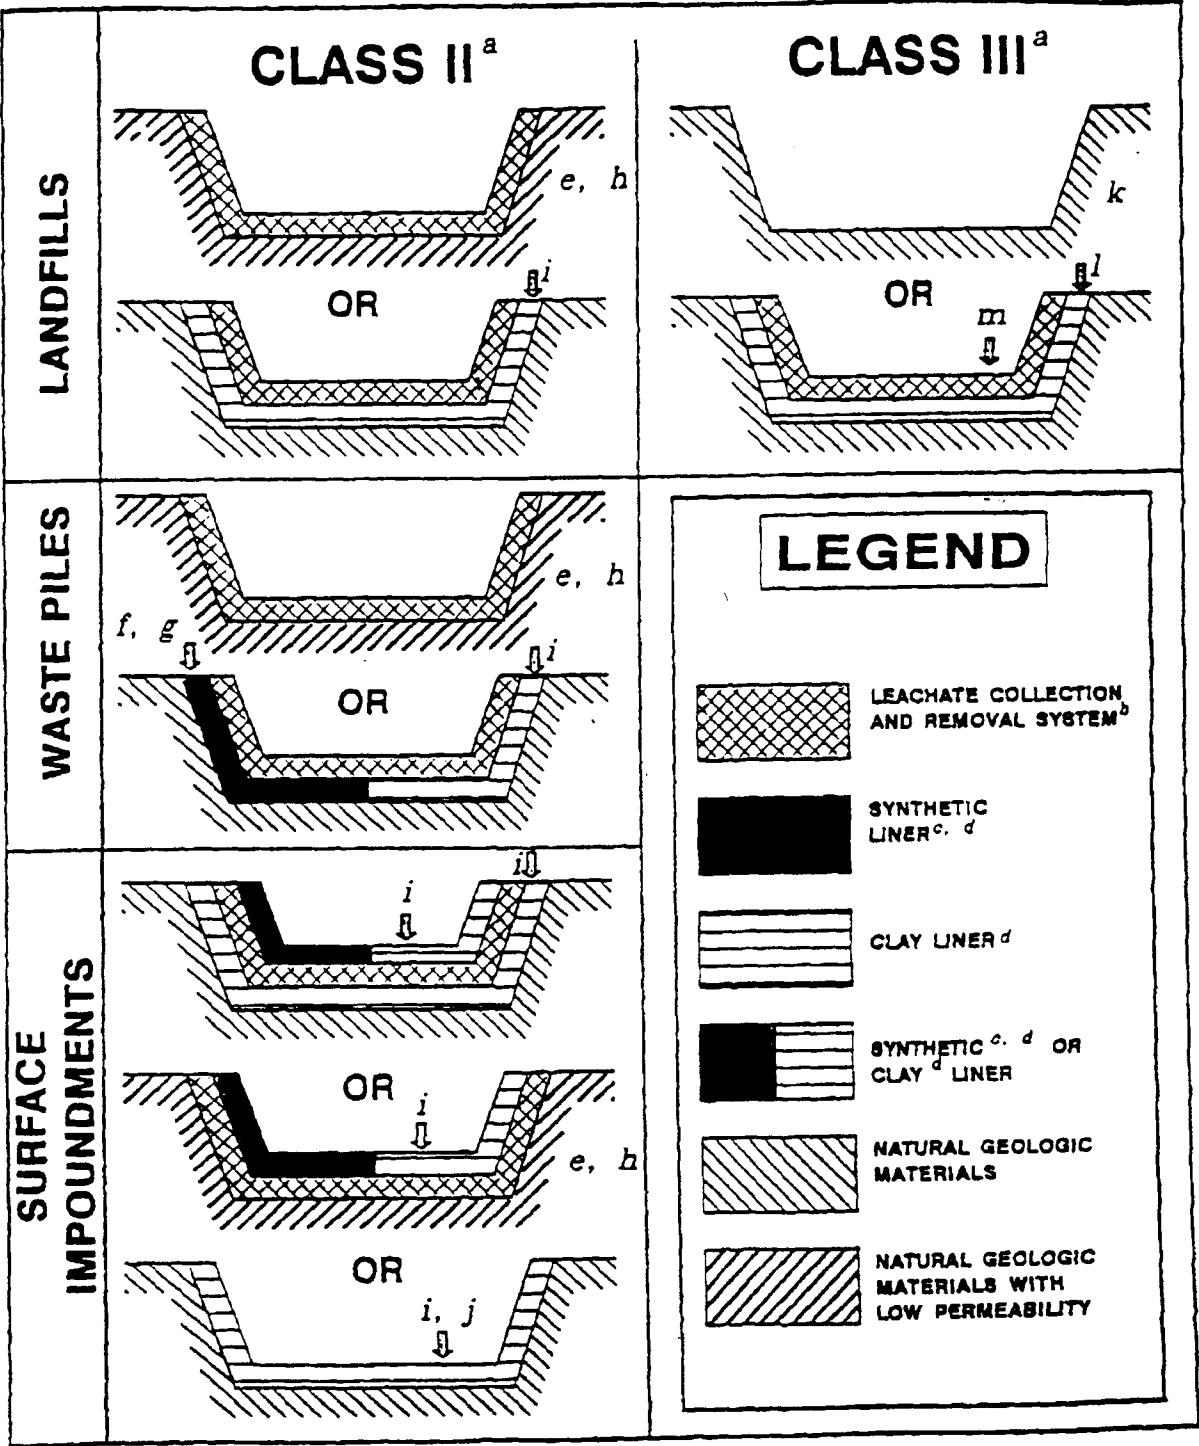 CLASS II a
CLASS III a
LANDFILLS
e, h
k
OR
i
OR
l
m
WASTE PILES
e, h
f, g
i
OR
SURFACE
IMPOUNDMENTS
i
i
OR
i
e, h
OR
i, j
LEGEND
LEACHATE COLLECTION
AND REMOVAL SYSTEM b
SYNTHETIC
LINER c, d
CLAY LINER d
SYNTHETIC c, d OR
CLAY d LINER
NATURAL GEOLOGIC
MATERIALS
NATURAL GEOLOGIC
MATERIALS WITH
LOW PERMEABILITY